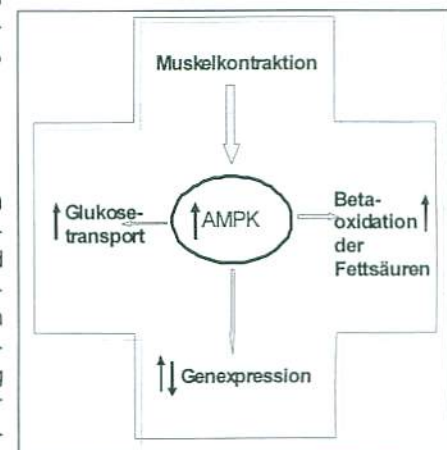 Muskelkontraktion
↑ Glukose-
transport
↑AMPK
Beta- ↑
oxidation
der
Fettsäuren
↑↓ Genexpression